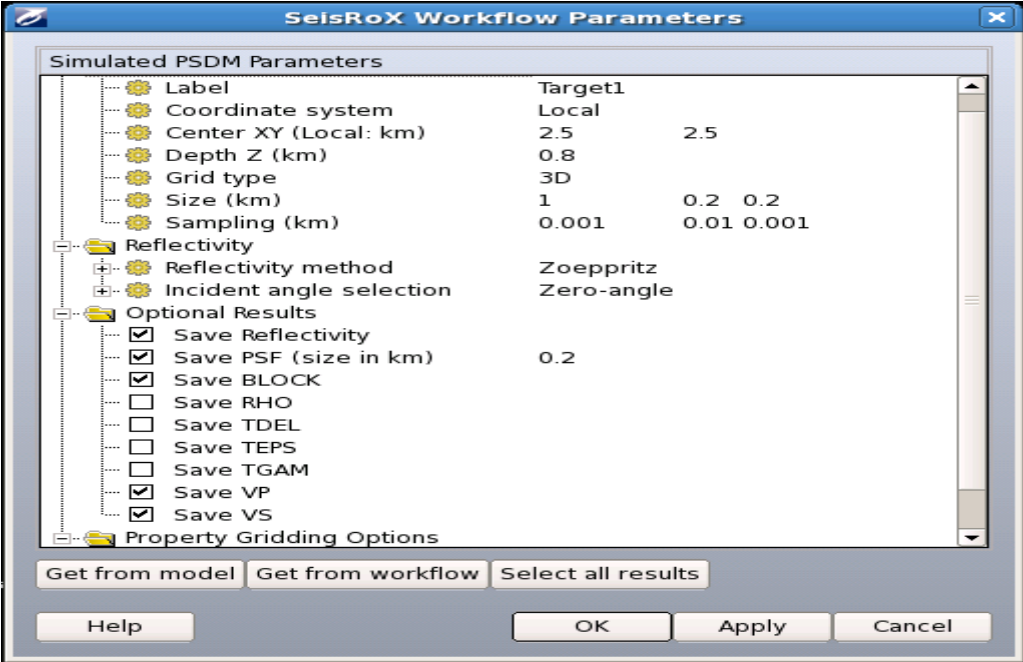 SeisRoX Workflow Parameters
Simulated PSDM Parameters
Label Target1
Coordinate system Local
Center XY (Local: km) 2.5 2.5
Depth Z (km) 0.8
Grid type 3D
Size (km) 1 0.2 0.2
Sampling (km) 0.001 0.01 0.001
Reflectivity
Reflectivity method Zoeppritz
Incident angle selection Zero-angle
Optional Results
Save Reflectivity
Save PSF (size in km) 0.2
Save BLOCK
Save RHO
Save TDEL
Save TEPS
Save TGAM
Save VP
Save VS
Property Gridding Options
Get from model Get from workflow Select all results
Help OK Apply Cancel